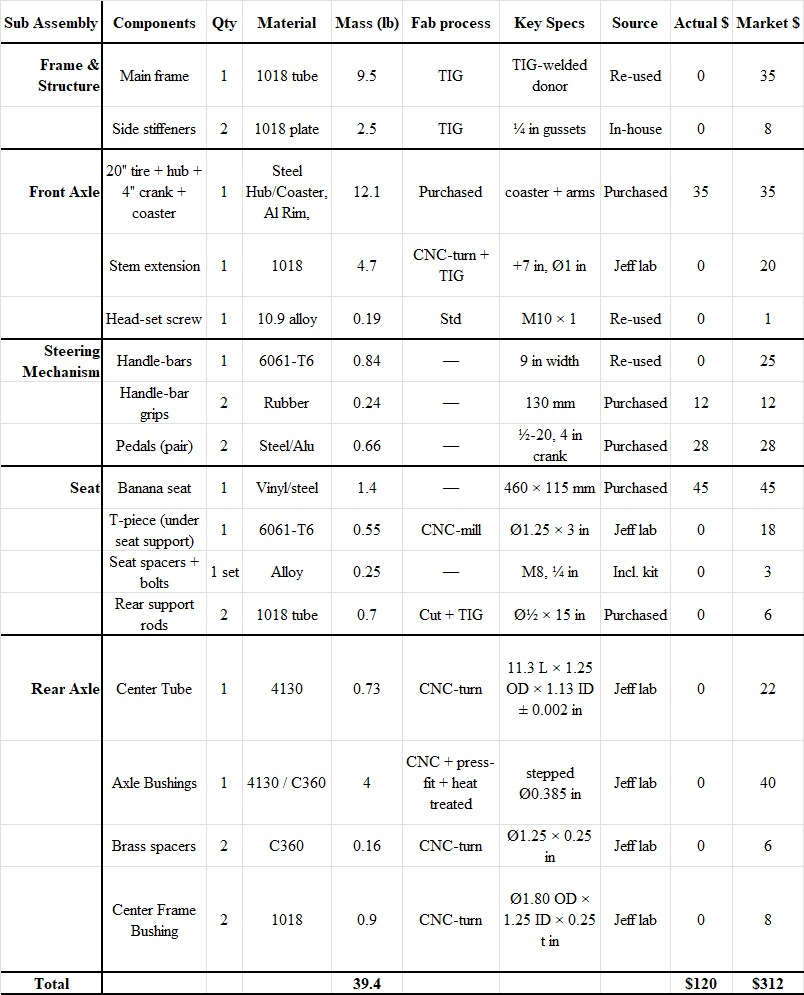 Sub Assembly Components Qty Material Mass (lb) Fab process Key Specs Source Actual $ Market $
Frame & Structure Main frame 1 1018 tube 9.5 TIG TIG-welded donor Re-used 0 35
Side stiffeners 2 1018 plate 2.5 TIG ¼ in gussets In-house 0 8
Front Axle 20" tire + hub + 4" crank + coaster 1 Steel Hub/Coaster, Al Rim, 12.1 Purchased coaster + arms Purchased 35 35
Stem extension 1 1018 4.7 CNC-turn + TIG +7 in, Ø1 in Jeff lab 0 20
Head-set screw 1 10.9 alloy 0.19 Std M10 × 1 Re-used 0 1
Steering Mechanism Handle-bars 1 6061-T6 0.84 — 9 in width Re-used 0 25
Handle-bar grips 2 Rubber 0.24 — 130 mm Purchased 12 12
Pedals (pair) 2 Steel/Alu 0.66 — ½-20, 4 in crank Purchased 28 28
Seat Banana seat 1 Vinyl/steel 1.4 — 460 × 115 mm Purchased 45 45
T-piece (under seat support) 1 6061-T6 0.55 CNC-mill Ø1.25 × 3 in Jeff lab 0 18
Seat spacers + bolts 1 set Alloy 0.25 — M8, ¼ in Incl. kit 0 3
Rear support rods 2 1018 tube 0.7 Cut + TIG Ø½ × 15 in Purchased 0 6
Rear Axle Center Tube 1 4130 0.73 CNC-turn 11.3 L × 1.25 OD × 1.13 ID ± 0.002 in Jeff lab 0 22
Axle Bushings 1 4130 / C360 4 CNC + press-fit + heat treated stepped Ø0.385 in Jeff lab 0 40
Brass spacers 2 C360 0.16 CNC-turn Ø1.25 × 0.25 in Jeff lab 0 6
Center Frame Bushing 2 1018 0.9 CNC-turn Ø1.80 OD × 1.25 ID × 0.25 t in Jeff lab 0 8
Total 39.4 $120 $312